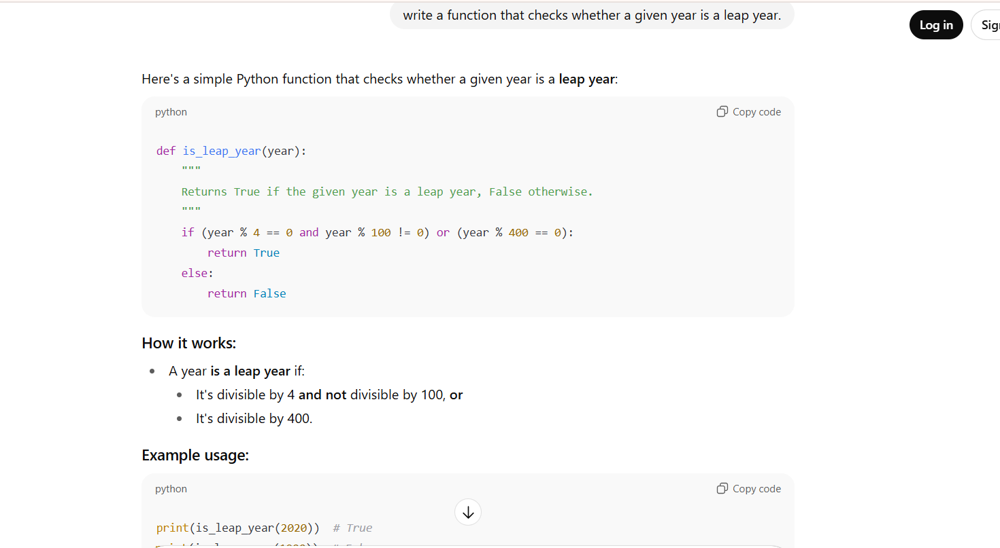 write a function that checks whether a given year is a leap year.
Log in
Here's a simple Python function that checks whether a given year is a leap year:
python
Copy code
def is_leap_year(year):
    """
    Returns True if the given year is a leap year, False otherwise.
    """
    if (year % 4 == 0 and year % 100 != 0) or (year % 400 == 0):
        return True
    else:
        return False
How it works:
• A year is a leap year if:
• It's divisible by 4 and not divisible by 100, or
• It's divisible by 400.
Example usage:
python
Copy code
print(is_leap_year(2020))  # True